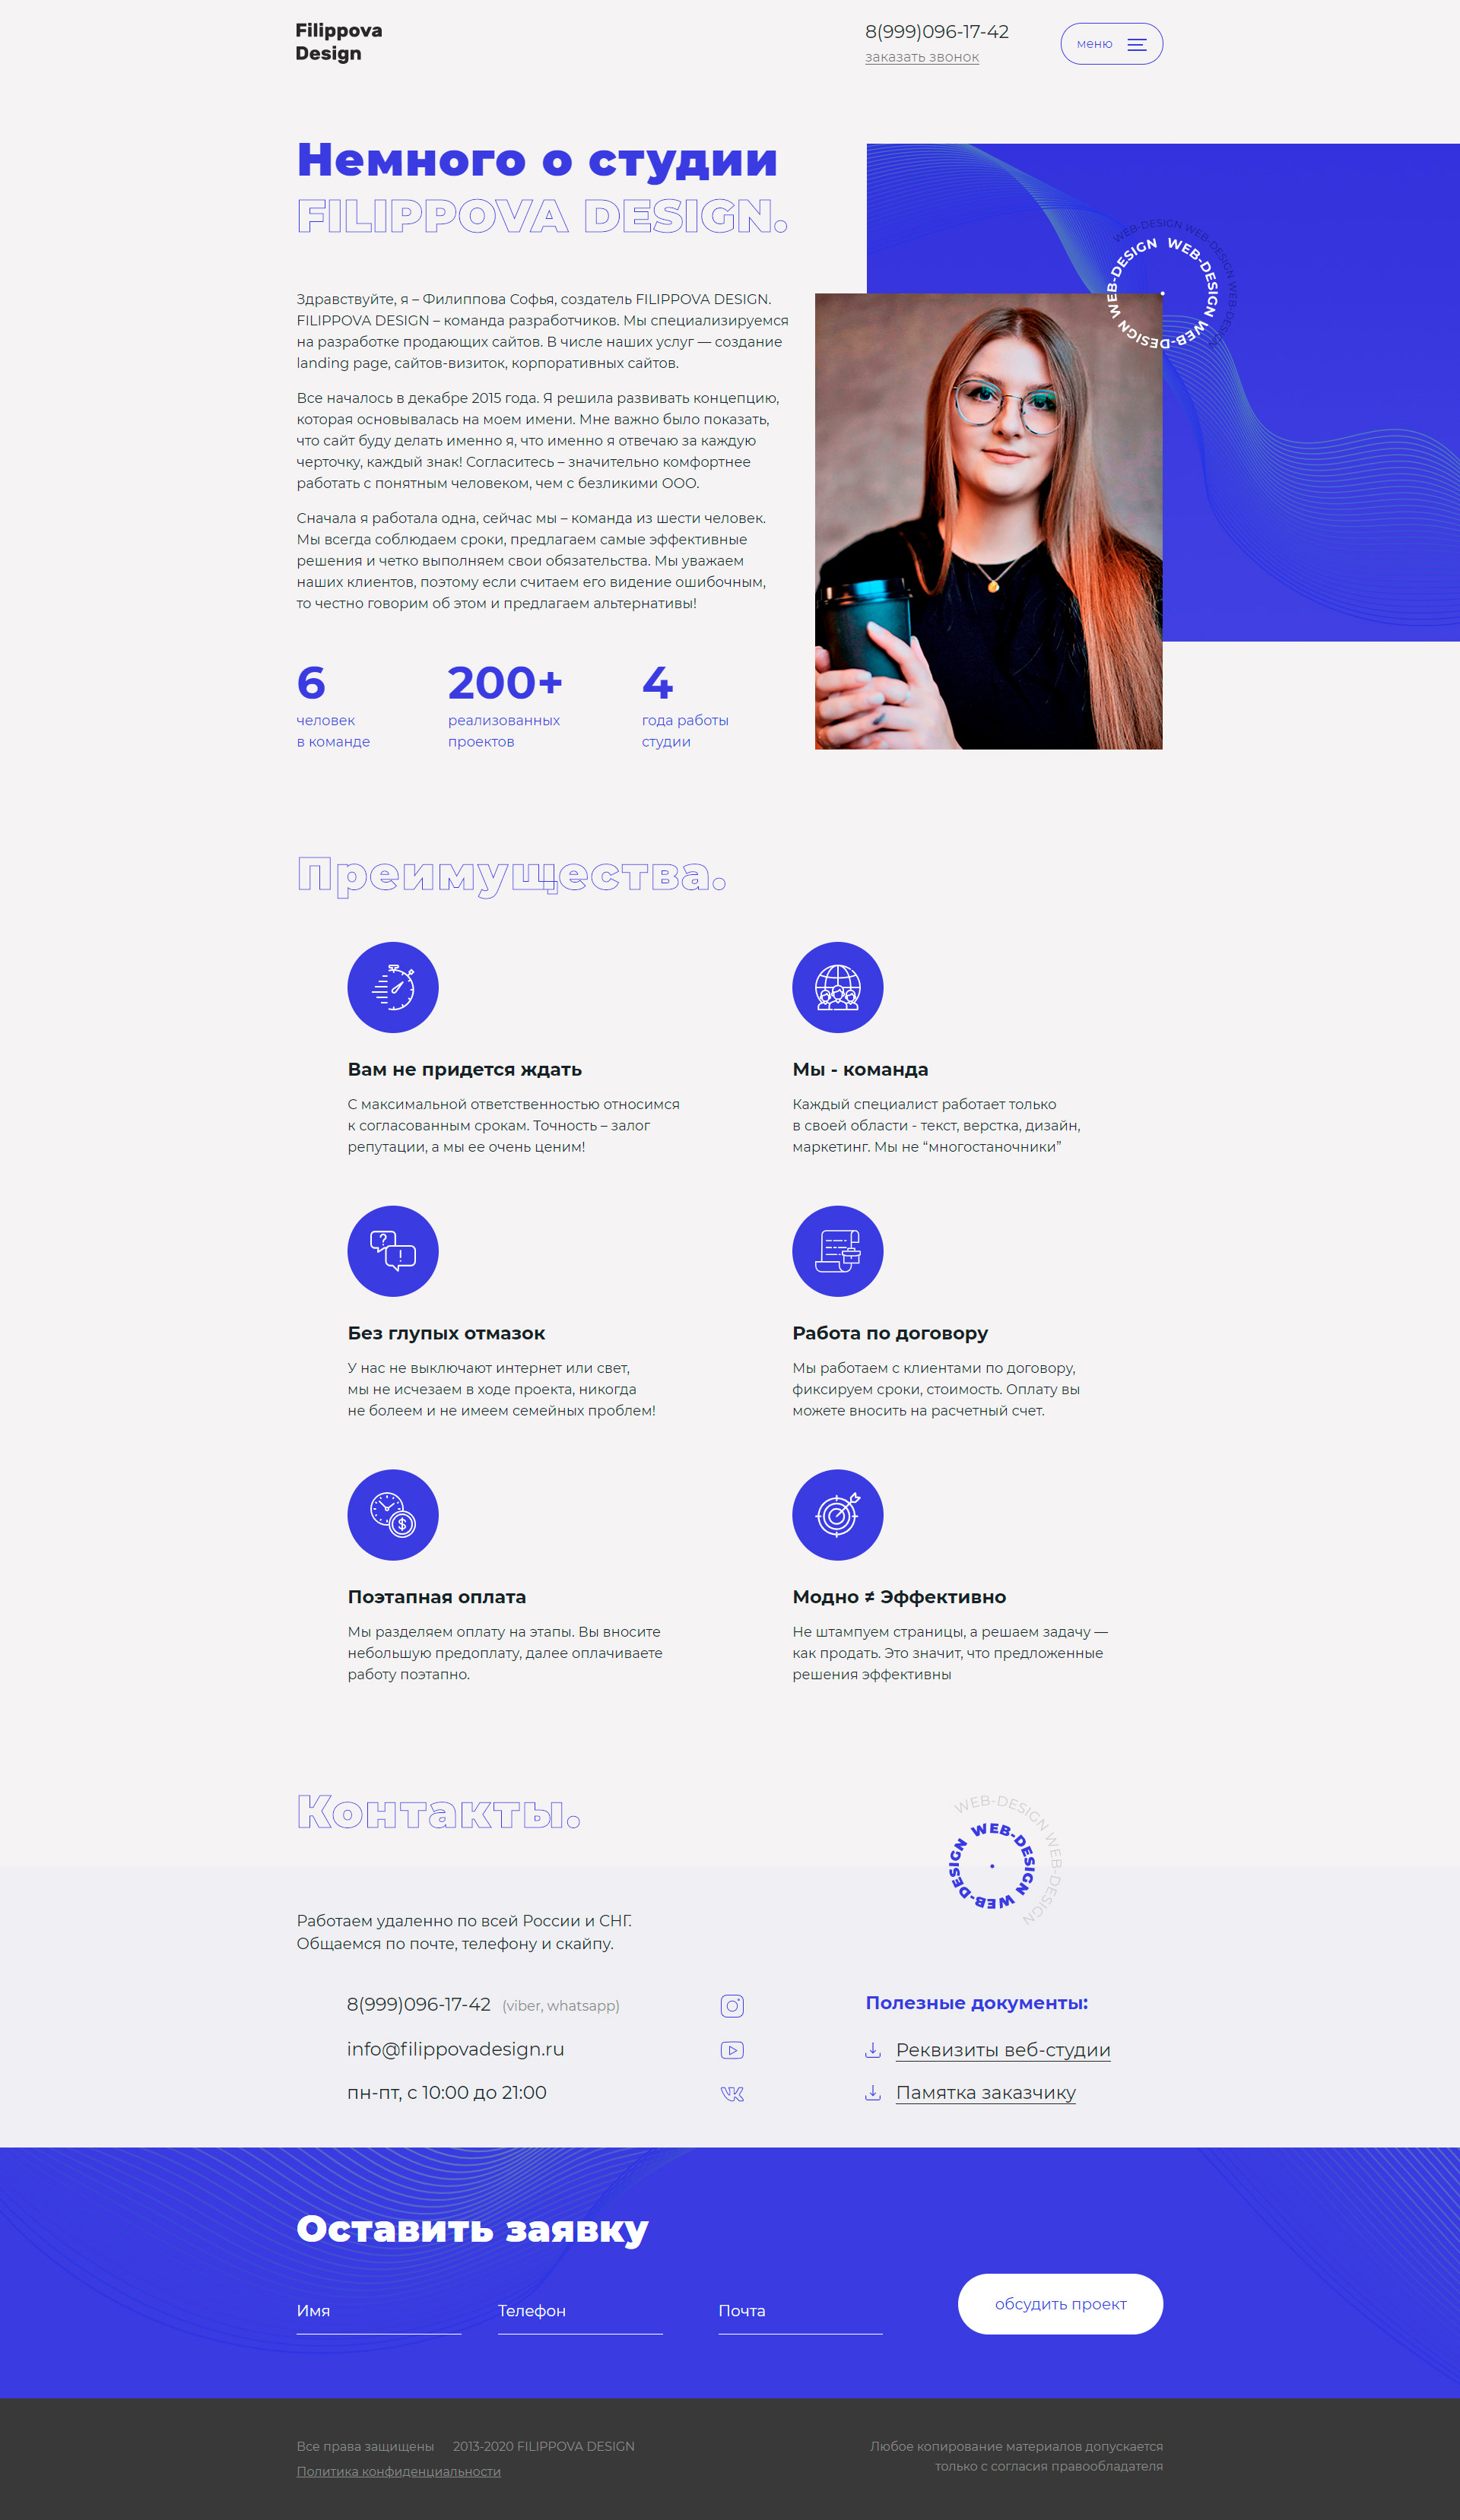 Filippova
Design
8(999)096-17-42
заказать звонок
меню
Немного о студии
FILIPPOVA DESIGN.
WEB-DESIGN WEB-DESIGN WEB-DESIGN
WEB-DESIGN WEB-DESIGN WEB-DESIGN WEB-DESIGN
Здравствуйте, я – Филиппова Софья, создатель FILIPPOVA DESIGN.
FILIPPOVA DESIGN – команда разработчиков. Мы специализируемся
на разработке продающих сайтов. В числе наших услуг — создание
landing page, сайтов-визиток, корпоративных сайтов.
Все началось в декабре 2015 года. Я решила развивать концепцию,
которая основывалась на моем имени. Мне важно было показать,
что сайт буду делать именно я, что именно я отвечаю за каждую
черточку, каждый знак! Согласитесь – значительно комфортнее
работать с понятным человеком, чем с безликими ООО.
Сначала я работала одна, сейчас мы – команда из шести человек.
Мы всегда соблюдаем сроки, предлагаем самые эффективные
решения и четко выполняем свои обязательства. Мы уважаем
наших клиентов, поэтому если считаем его видение ошибочным,
то честно говорим об этом и предлагаем альтернативы!
6
человек
в команде
200+
реализованных
проектов
4
года работы
студии
Преимущества.
Вам не придется ждать
С максимальной ответственностью относимся
к согласованным срокам. Точность – залог
репутации, а мы ее очень ценим!
Мы - команда
Каждый специалист работает только
в своей области - текст, верстка, дизайн,
маркетинг. Мы не “многостаночники”
Без глупых отмазок
У нас не выключают интернет или свет,
мы не исчезаем в ходе проекта, никогда
не болеем и не имеем семейных проблем!
Работа по договору
Мы работаем с клиентами по договору,
фиксируем сроки, стоимость. Оплату вы
можете вносить на расчетный счет.
Поэтапная оплата
Мы разделяем оплату на этапы. Вы вносите
небольшую предоплату, далее оплачиваете
работу поэтапно.
Модно ≠ Эффективно
Не штампуем страницы, а решаем задачу —
как продать. Это значит, что предложенные
решения эффективны
Контакты.
WEB-DESIGN WEB-DESIGN WEB-DESIGN
WEB-DESIGN WEB-DESIGN WEB-DESIGN
Работаем удаленно по всей России и СНГ.
Общаемся по почте, телефону и скайпу.
8(999)096-17-42 (viber, whatsapp)
info@filippovadesign.ru
пн-пт, с 10:00 до 21:00
Полезные документы:
Реквизиты веб-студии
Памятка заказчику
Оставить заявку
Имя
Телефон
Почта
обсудить проект
Все права защищены 2013-2020 FILIPPOVA DESIGN
Политика конфиденциальности
Любое копирование материалов допускается
только с согласия правообладателя